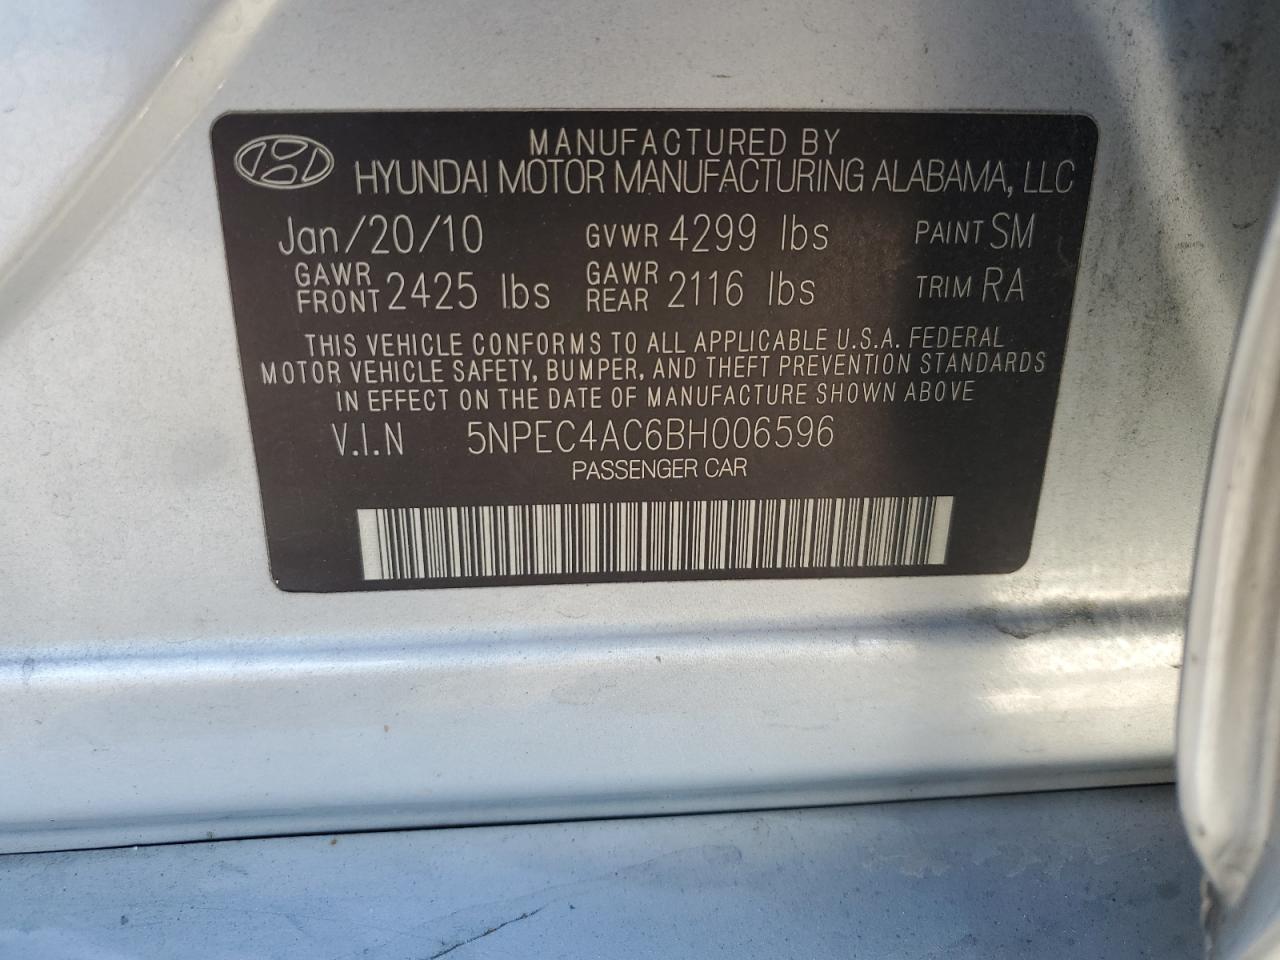 MANUFACTURED BY
HYUNDAI MOTOR MANUFACTURING ALABAMA, LLC
Jan/20/10 GVWR 4299 lbs PAINT SM
GAWR FRONT 2425 lbs GAWR REAR 2116 lbs TRIM RA
THIS VEHICLE CONFORMS TO ALL APPLICABLE U.S.A. FEDERAL
MOTOR VEHICLE SAFETY, BUMPER, AND THEFT PREVENTION STANDARDS
IN EFFECT ON THE DATE OF MANUFACTURE SHOWN ABOVE
V.I.N 5NPEC4AC6BH006596
PASSENGER CAR